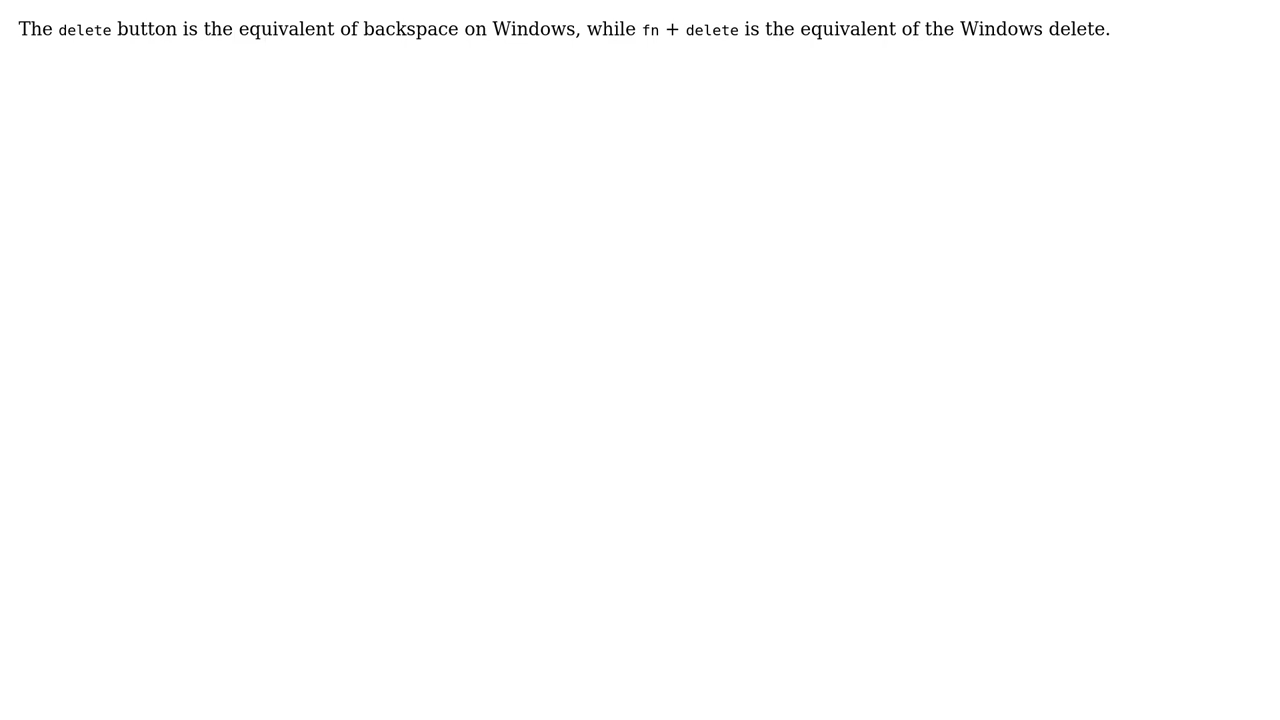 The delete button is the equivalent of backspace on Windows, while fn + delete is the equivalent of the Windows delete.